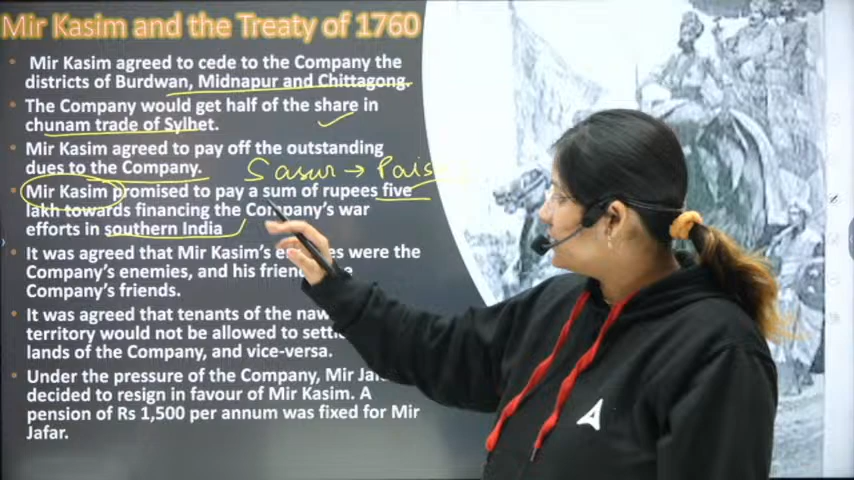 Mir Kasim and the Treaty of 1760
• Mir Kasim agreed to cede to the Company the
districts of Burdwan, Midnapur and Chittagong.
• The Company would get half of the share in
chunam trade of Sylhet.
• Mir Kasim agreed to pay off the outstanding
dues to the Company.
Sasur → Pais
• Mir Kasim promised to pay a sum of rupees five
lakh towards financing the Company's war
efforts in southern India
• It was agreed that Mir Kasim's were the
Company's enemies, and his
Company's friends.
• It was agreed that tenants of the
territory would not be allowed to
lands of the Company, and vice-versa.
• Under the pressure of the Company, Mir
decided to resign in favour of Mir Kasim. A
pension of Rs 1,500 per annum was fixed for Mir
Jafar.